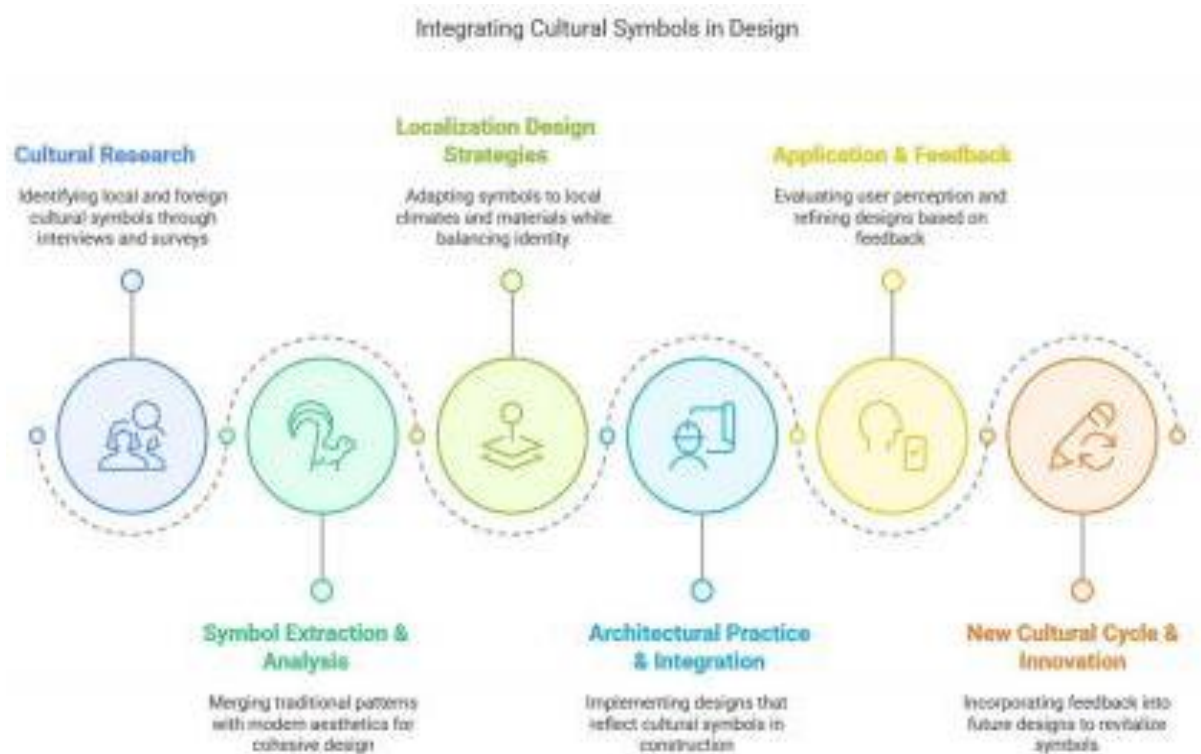 Integrating Cultural Symbols in Design
Cultural Research
Identifying local and foreign
cultural symbols through
interviews and surveys
Localization Design
Strategies
Adapting symbols to local
climates and materials while
balancing identity
Application & Feedback
Evaluating user perception and
refining designs based on
feedback
Symbol Extraction &
Analysis
Merging traditional patterns
with modern aesthetics for
cohesive design
Architectural Practice
& Integration
Implementing designs that
reflect cultural symbols in
construction
New Cultural Cycle &
Innovation
Incorporating feedback into
future designs to revitalize
symbols